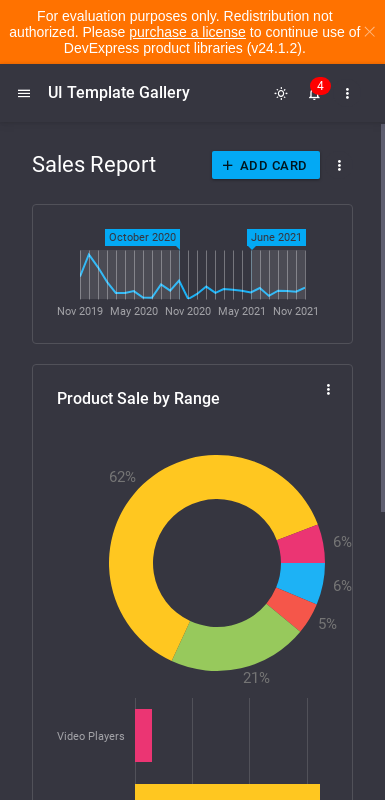 For evaluation purposes only. Redistribution not
authorized. Please purchase a license to continue use of
DevExpress product libraries (v24.1.2).
UI Template Gallery
4
Sales Report
ADD CARD
October 2020
June 2021
Nov 2019 May 2020 Nov 2020 May 2021 Nov 2021
Product Sale by Range
62%
6%
6%
5%
21%
Video Players